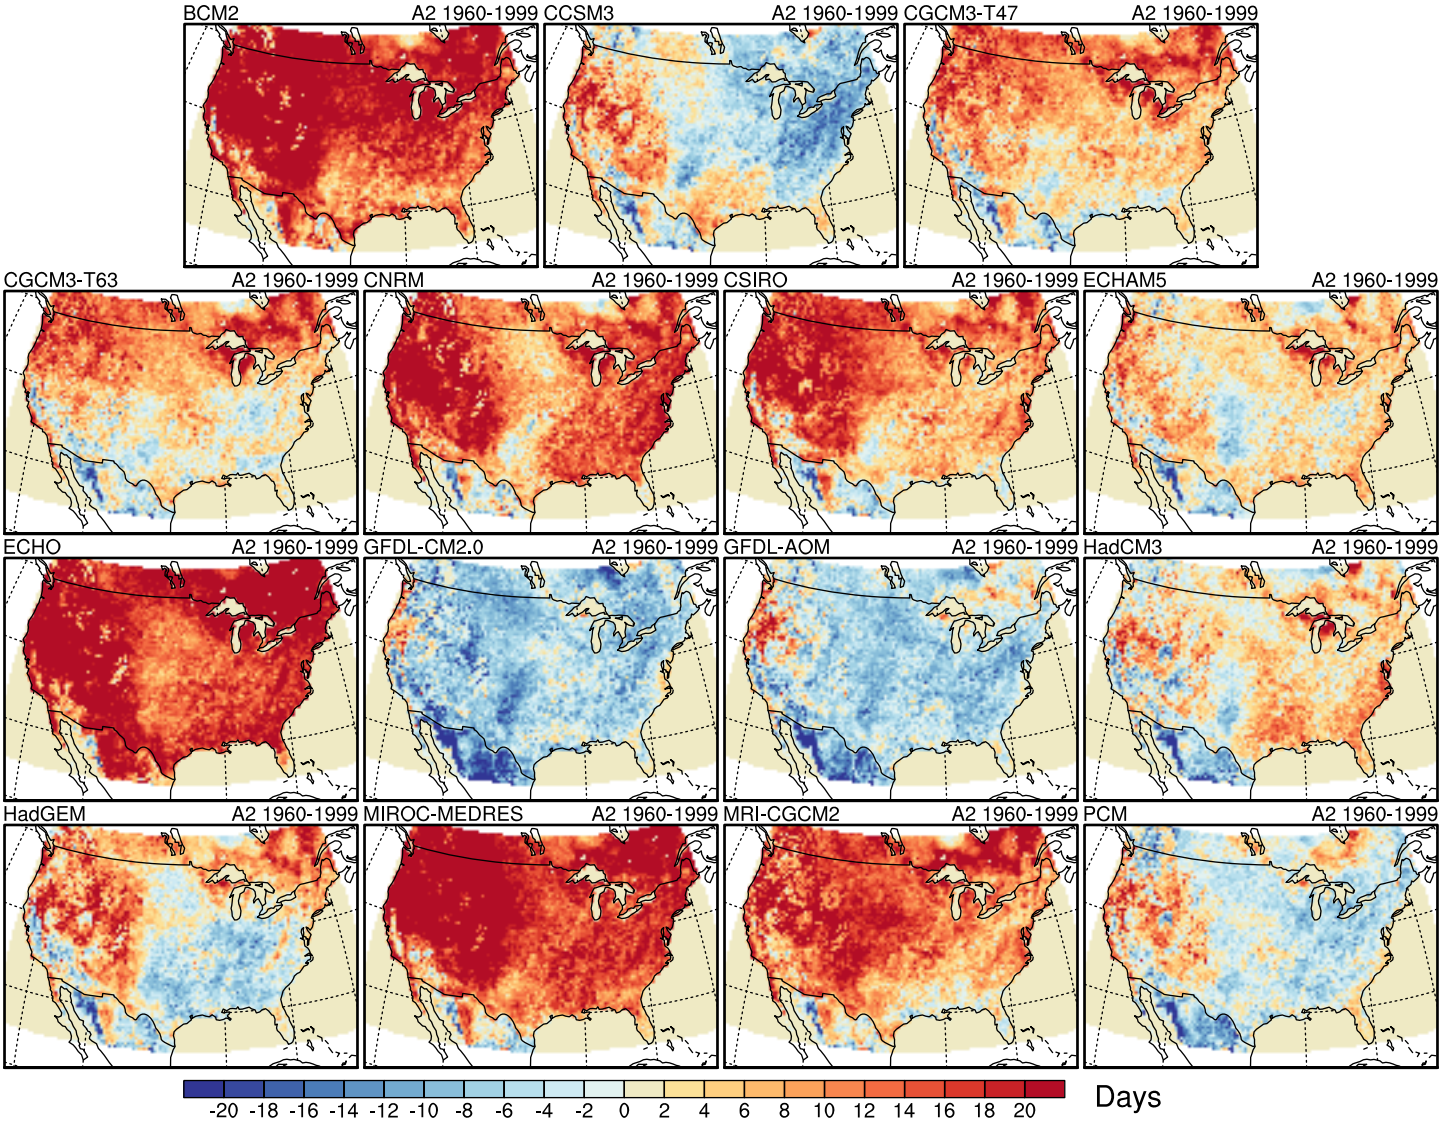 BCM2 A2 1960-1999 CCSM3 A2 1960-1999 CGCM3-T47 A2 1960-1999
CGCM3-T63 A2 1960-1999 CNRM A2 1960-1999 CSIRO A2 1960-1999 ECHAM5 A2 1960-1999
ECHO A2 1960-1999 GFDL-CM2.0 A2 1960-1999 GFDL-AOM A2 1960-1999 HadCM3 A2 1960-1999
HadGEM A2 1960-1999 MIROC-MEDRES A2 1960-1999 MRI-CGCM2 A2 1960-1999 PCM A2 1960-1999
-20 -18 -16 -14 -12 -10 -8 -6 -4 -2 0 2 4 6 8 10 12 14 16 18 20 Days